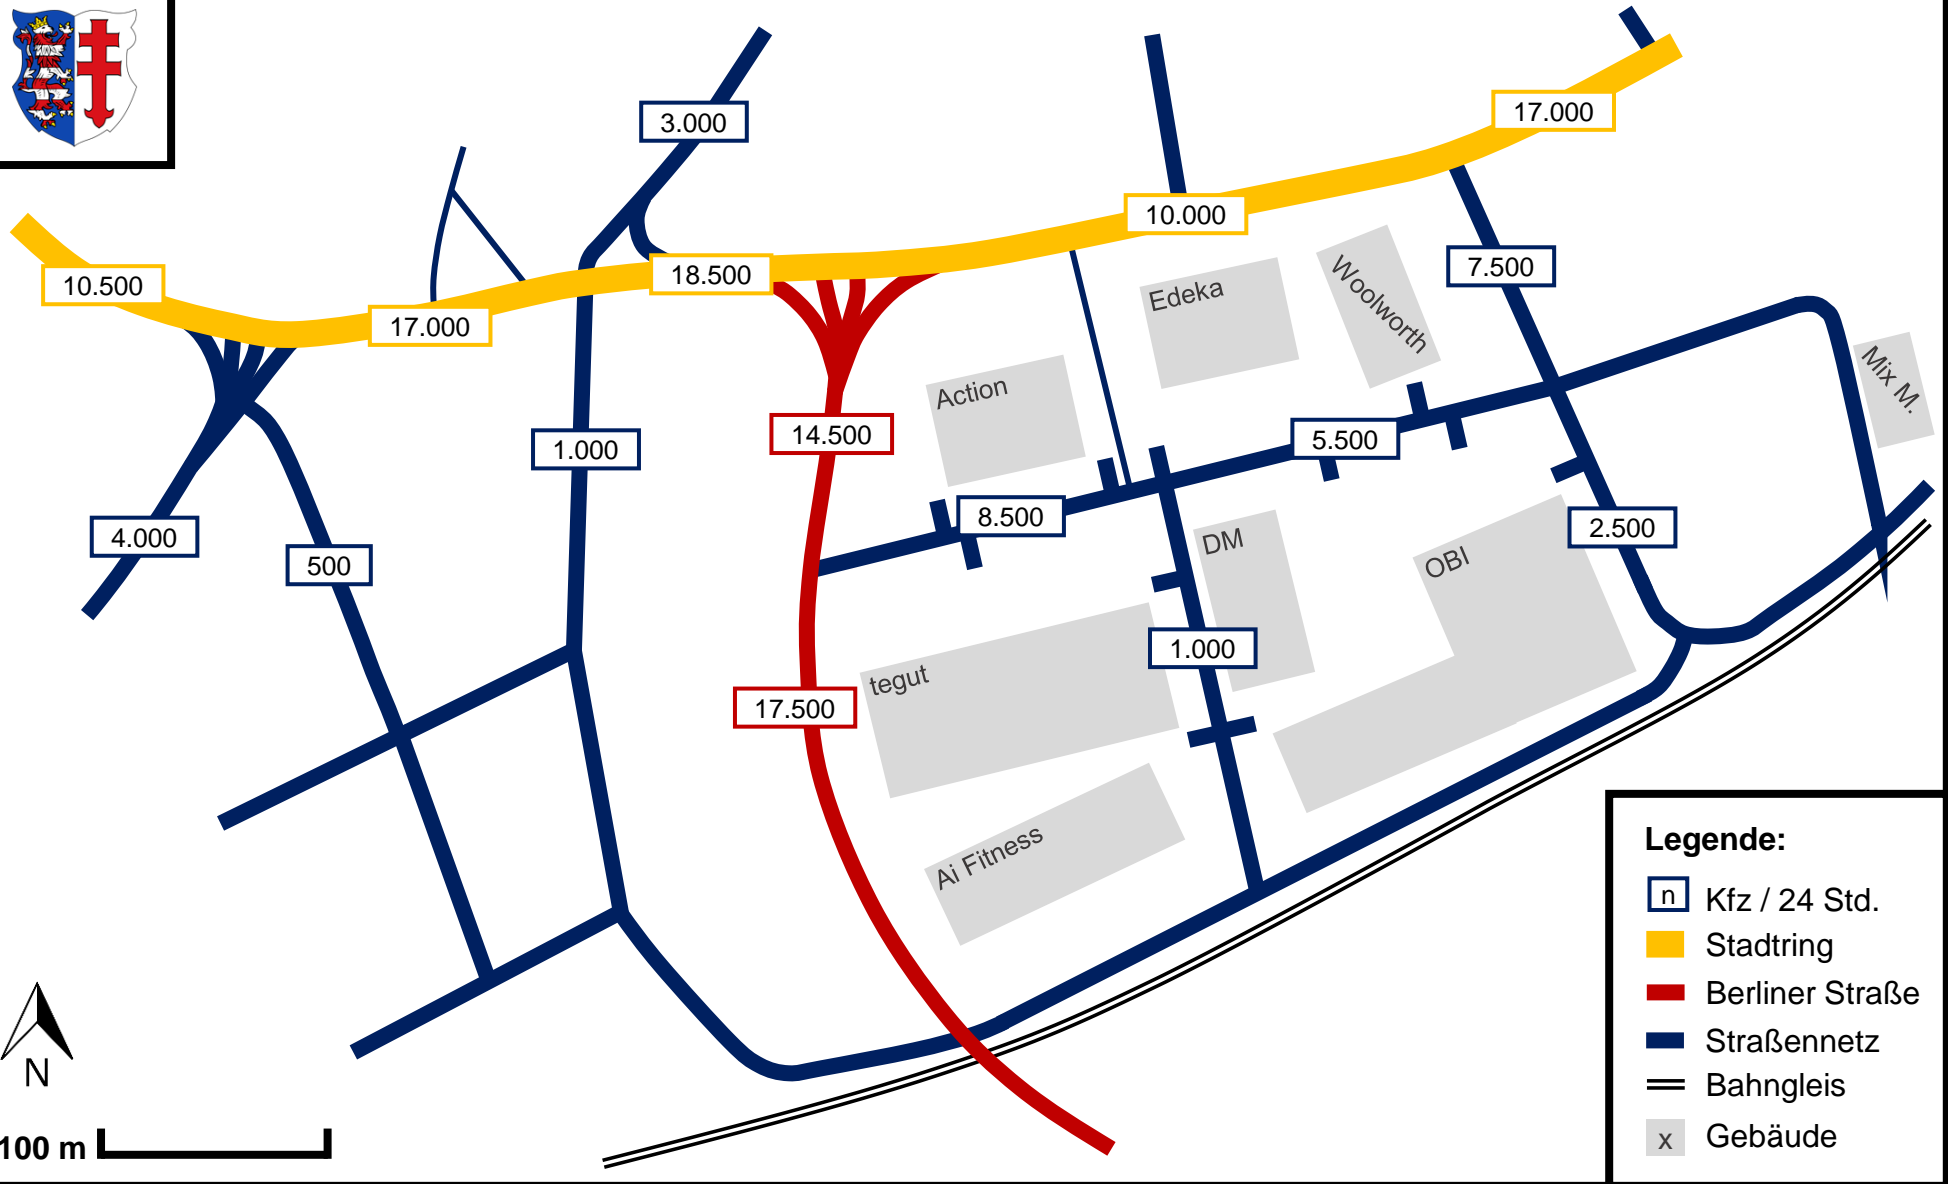 3.000
17.000
10.000
10.500
18.500
17.000
7.500
Edeka
Woolworth
Mix M.
Action
14.500
5.500
1.000
8.500
4.000
500
DM
OBI
2.500
1.000
tegut
17.500
Ai Fitness
N
100 m
Legende:
n Kfz / 24 Std.
Stadtring
Berliner Straße
Straßennetz
Bahngleis
x Gebäude